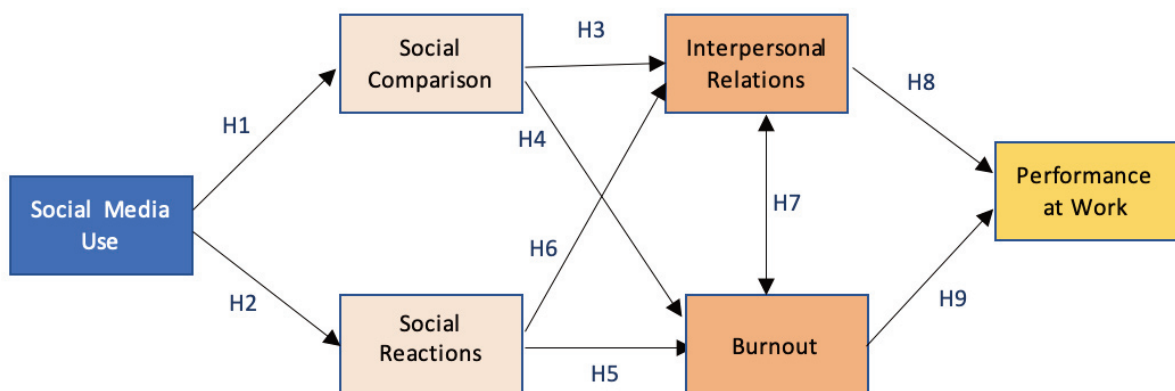 Social
Comparison
H3
Interpersonal
Relations
H8
H1
H4
Social Media
Use
H7
Performance
at Work
H6
H2
Social
Reactions
H5
Burnout
H9